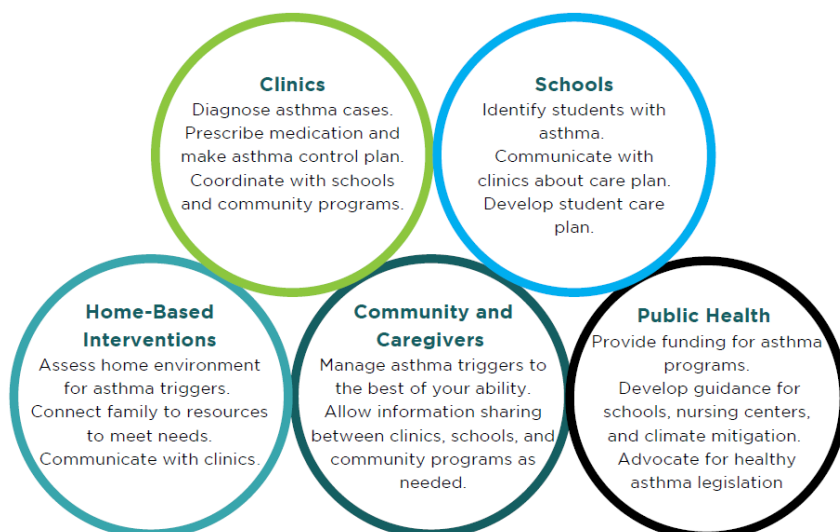 Clinics
Diagnose asthma cases.
Prescribe medication and
make asthma control plan.
Coordinate with schools
and community programs.
Schools
Identify students with
asthma.
Communicate with
clinics about care plan.
Develop student care
plan.
Home-Based
Interventions
Assess home environment
for asthma triggers.
Connect family to resources
to meet needs.
Communicate with clinics.
Community and
Caregivers
Manage asthma triggers to
the best of your ability.
Allow information sharing
between clinics, schools, and
community programs as
needed.
Public Health
Provide funding for asthma
programs.
Develop guidance for
schools, nursing centers,
and climate mitigation.
Advocate for healthy
asthma legislation